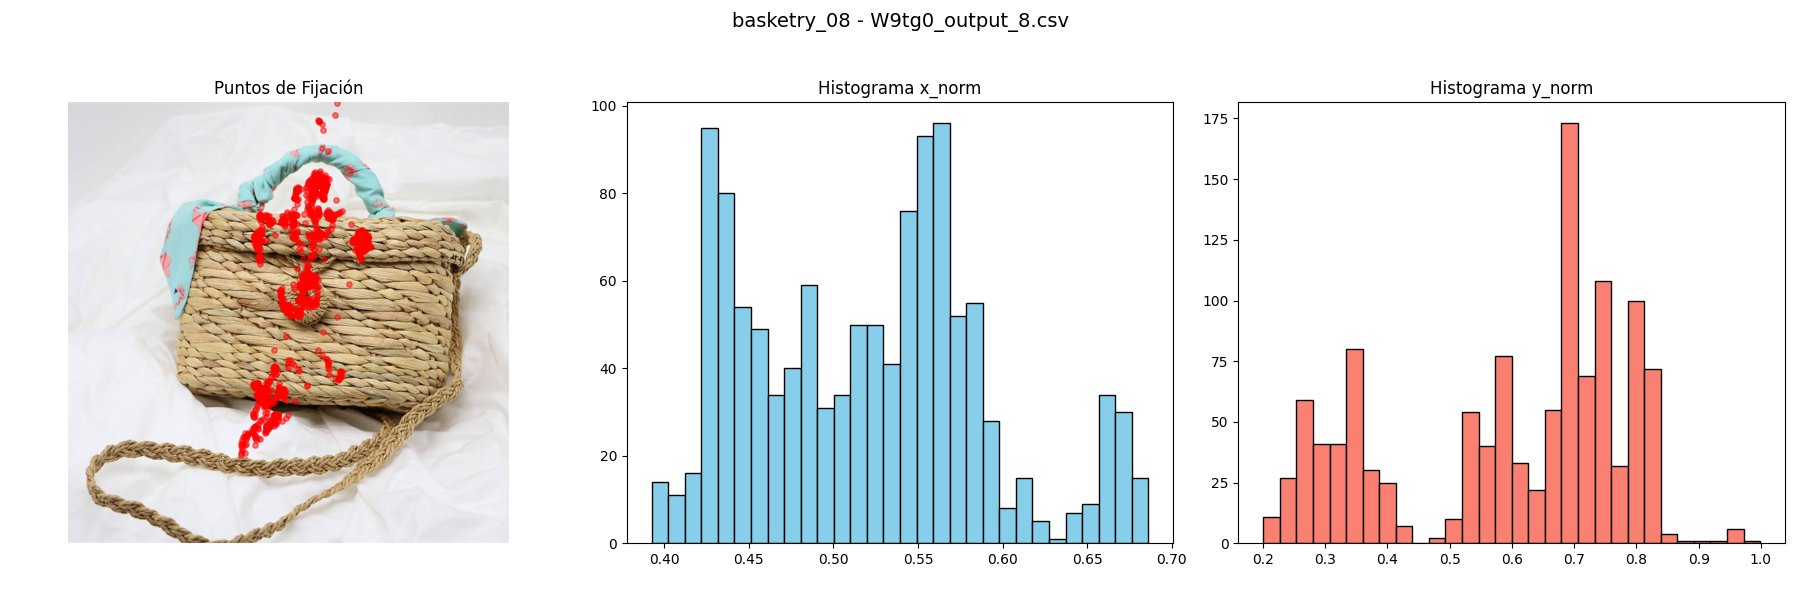 basketry_08 - W9tg0_output_8.csv
Puntos de Fijación
Histograma x_norm
100
80
60
40
20
0
0.40 0.45 0.50 0.55 0.60 0.65 0.70
Histograma y_norm
175
150
125
100
75
50
25
0
0.2 0.3 0.4 0.5 0.6 0.7 0.8 0.9 1.0